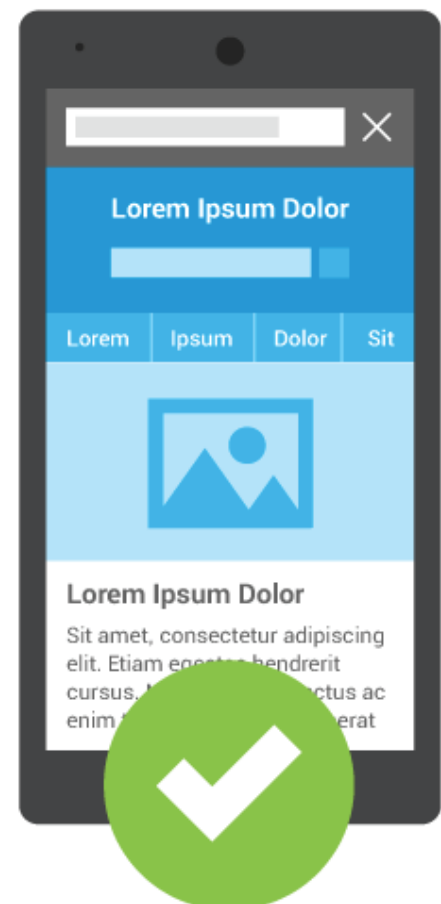 Lorem Ipsum Dolor
Lorem Ipsum Dolor Sit
Lorem Ipsum Dolor
Sit amet, consectetur adipiscing
elit. Etiam hendrerit
cursus. ac
enim